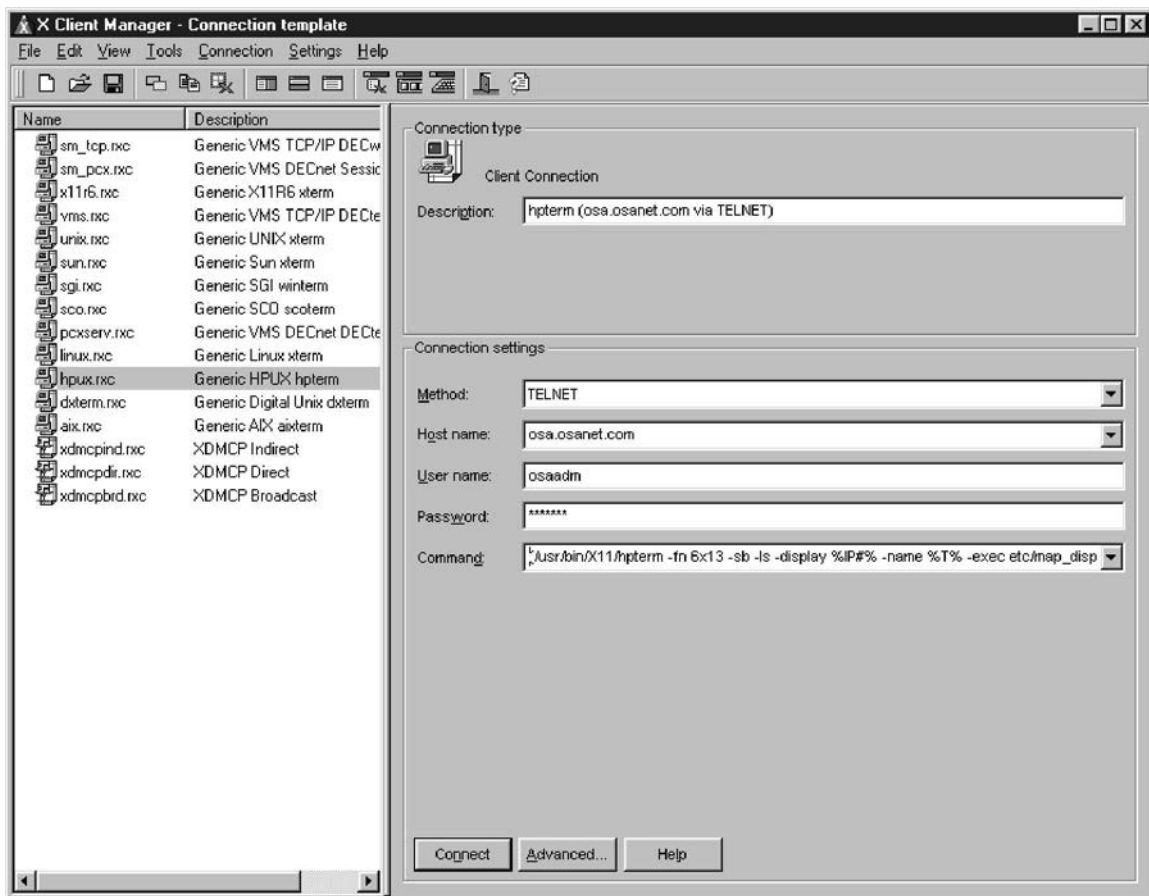 X Client Manager - Connection template
File Edit View Tools Connection Settings Help
Name Description
sm_tcp.rxc Generic VMS TCP/IP DECw
sm_pcx.rxc Generic VMS DECnet Sessic
x11r6.rxc Generic X11R6 xterm
vms.rxc Generic VMS TCP/IP DECte
unix.rxc Generic UNIX xterm
sun.rxc Generic Sun xterm
sgi.rxc Generic SGI winterm
sco.rxc Generic SCO scoterm
pcxserv.rxc Generic VMS DECnet DECte
linux.rxc Generic Linux xterm
hpux.rxc Generic HPUX hpterm
dxterm.rxc Generic Digital Unix dxterm
aix.rxc Generic AIX aixterm
xdmcpind.rxc XDMCP Indirect
xdmcpdir.rxc XDMCP Direct
xdmcpbrd.rxc XDMCP Broadcast
Connection type
Client Connection
Description: hpterm (osa.osanet.com via TELNET)
Connection settings
Method: TELNET
Host name: osa.osanet.com
User name: osaadm
Password: *******
Command: /usr/bin/X11/hpterm -fn 6x13 -sb -ls -display %IP#% -name %T% -exec etc/map_disp
Connect Advanced... Help